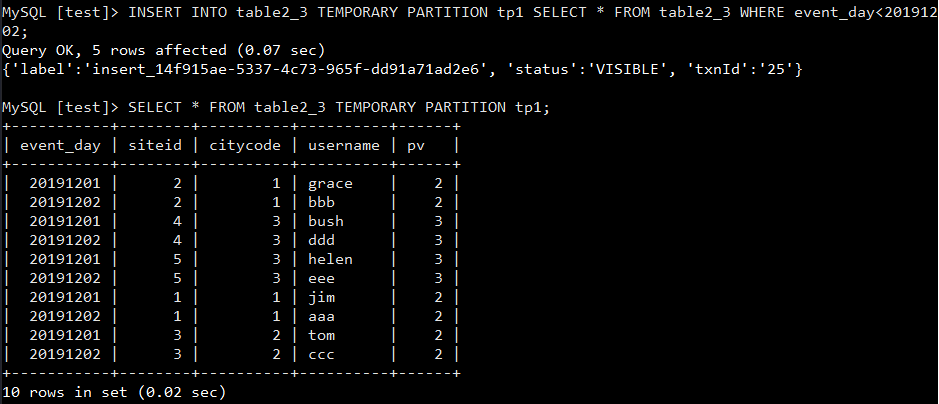 MySQL [test]> INSERT INTO table2_3 TEMPORARY PARTITION tp1 SELECT * FROM table2_3 WHERE event_day<201912
02;
Query OK, 5 rows affected (0.07 sec)
{'label':'insert_14f915ae-5337-4c73-965f-dd91a71ad2e6', 'status':'VISIBLE', 'txnId':'25'}

MySQL [test]> SELECT * FROM table2_3 TEMPORARY PARTITION tp1;
+-----------+--------+----------+----------+------+
| event_day | siteid | citycode | username | pv   |
+-----------+--------+----------+----------+------+
|  20191201 |      2 |        1 | grace    |    2 |
|  20191202 |      2 |        1 | bbb      |    2 |
|  20191201 |      4 |        3 | bush     |    3 |
|  20191202 |      4 |        3 | ddd      |    3 |
|  20191201 |      5 |        3 | helen    |    3 |
|  20191202 |      5 |        3 | eee      |    3 |
|  20191201 |      1 |        1 | jim      |    2 |
|  20191202 |      1 |        1 | aaa      |    2 |
|  20191201 |      3 |        2 | tom      |    2 |
|  20191202 |      3 |        2 | ccc      |    2 |
+-----------+--------+----------+----------+------+
10 rows in set (0.02 sec)